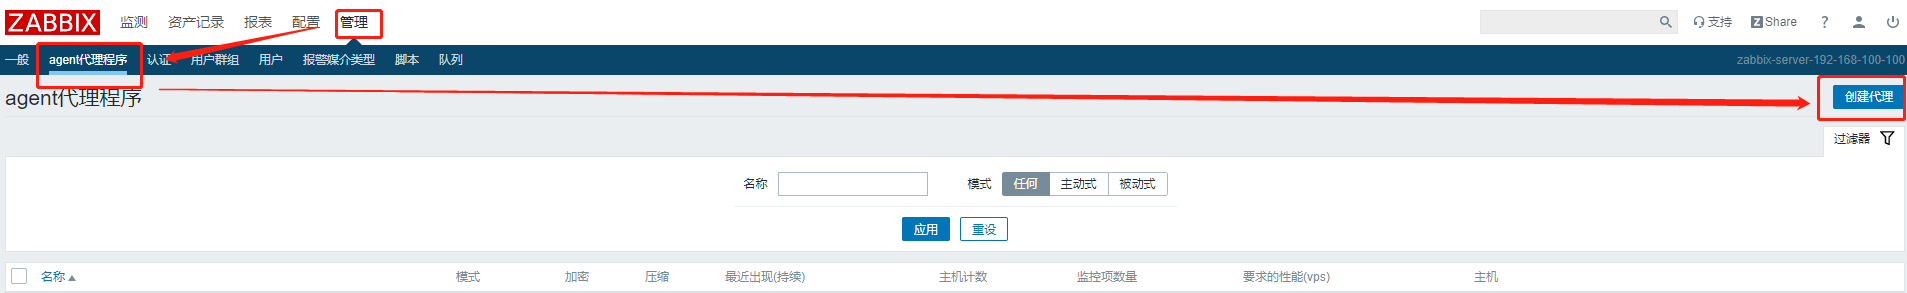 ZABBIX 监测 资产记录 报表 配置 管理 支持 Z Share ?
一般 agent代理程序 认证 用户群组 用户 报警媒介类型 脚本 队列 zabbix-server-192-168-100-100
agent代理程序 创建代理
过滤器
名称 模式 任何 主动式 被动式
应用 重设
名称 模式 加密 压缩 最近出现(持续) 主机计数 监控项数量 要求的性能(vps) 主机